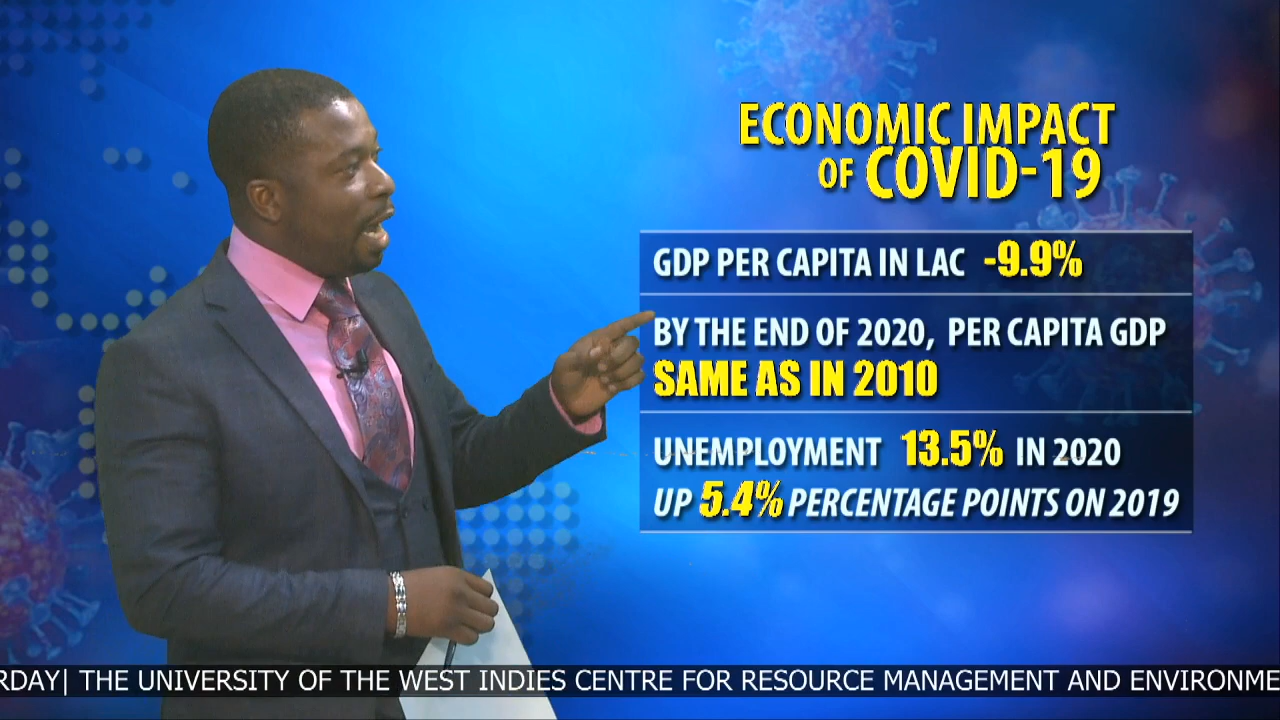 ECONOMIC IMPACT
OF COVID-19
GDP PER CAPITA IN LAC -9.9%
BY THE END OF 2020, PER CAPITA GDP
SAME AS IN 2010
UNEMPLOYMENT 13.5% IN 2020
UP 5.4% PERCENTAGE POINTS ON 2019
RDAY| THE UNIVERSITY OF THE WEST INDIES CENTRE FOR RESOURCE MANAGEMENT AND ENVIRONME